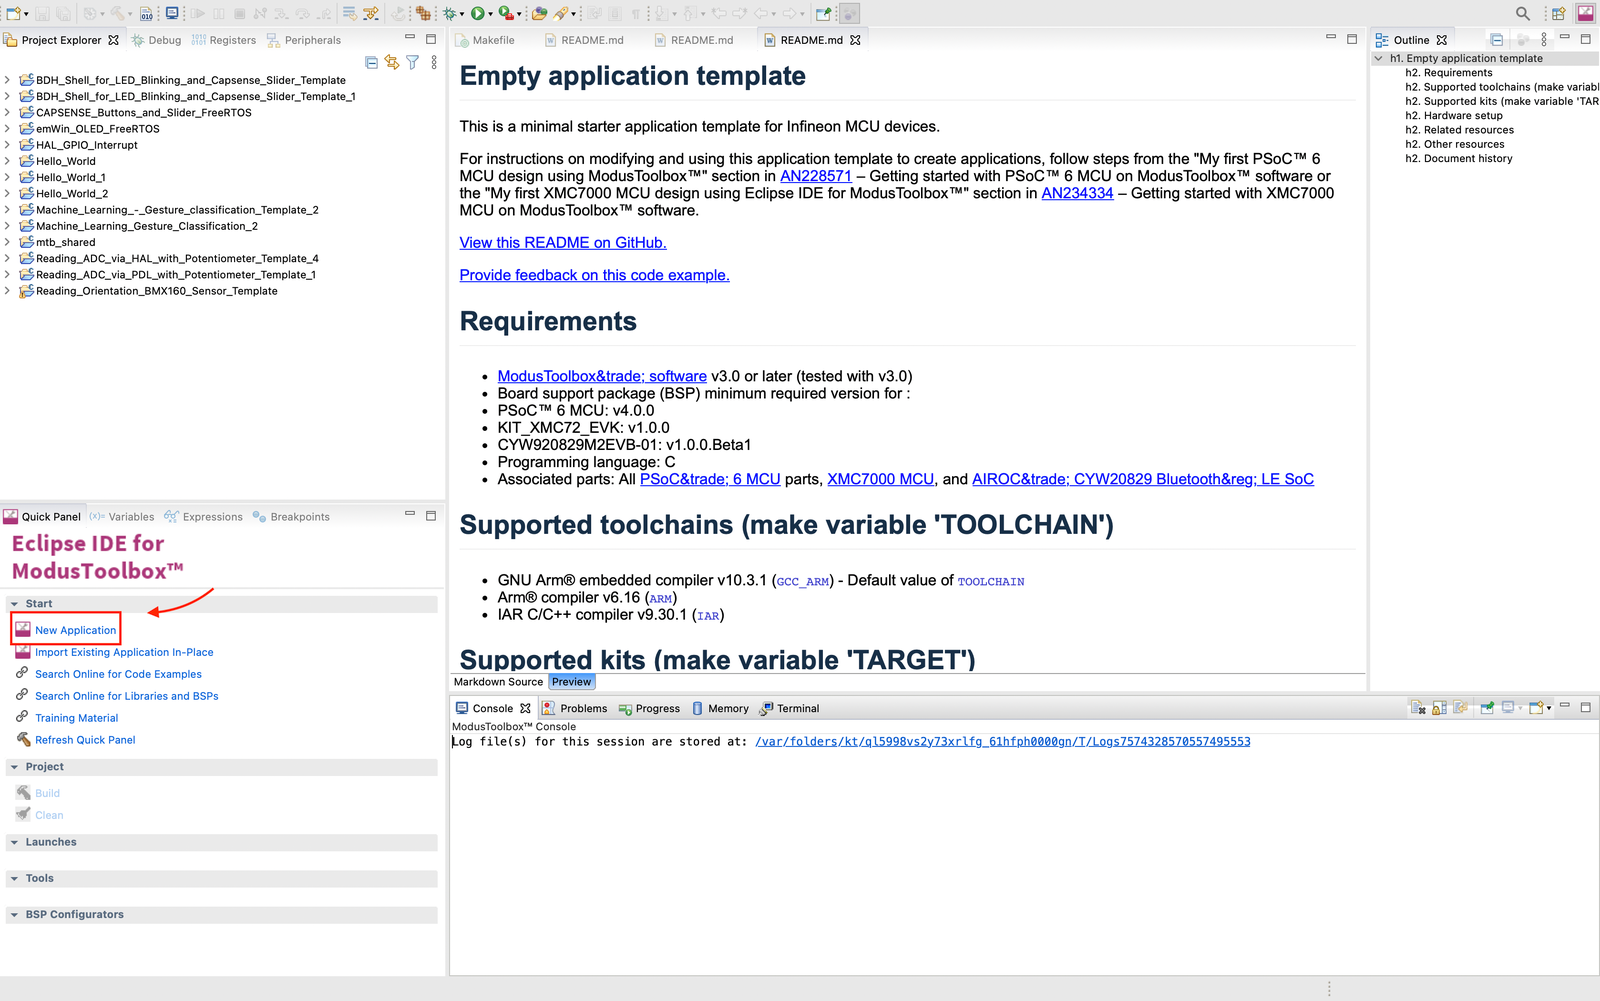 Project Explorer
Debug
Registers
Peripherals
BDH_Shell_for_LED_Blinking_and_Capsense_Slider_Template
BDH_Shell_for_LED_Blinking_and_Capsense_Slider_Template_1
CAPSENSE_Buttons_and_Slider_FreeRTOS
emWin_OLED_FreeRTOS
HAL_GPIO_Interrupt
Hello_World
Hello_World_1
Hello_World_2
Machine_Learning_-_Gesture_classification_Template_2
Machine_Learning_Gesture_Classification_2
mtb_shared
Reading_ADC_via_HAL_with_Potentiometer_Template_4
Reading_ADC_via_PDL_with_Potentiometer_Template_1
Reading_Orientation_BMX160_Sensor_Template
Quick Panel
(x)= Variables
Expressions
Breakpoints
Eclipse IDE for
ModusToolbox™
Start
New Application
Import Existing Application In-Place
Search Online for Code Examples
Search Online for Libraries and BSPs
Training Material
Refresh Quick Panel
Project
Build
Clean
Launches
Tools
BSP Configurators
Makefile
README.md
README.md
README.md
Empty application template
This is a minimal starter application template for Infineon MCU devices.
For instructions on modifying and using this application template to create applications, follow steps from the "My first PSoC™ 6
MCU design using ModusToolbox™" section in AN228571 – Getting started with PSoC™ 6 MCU on ModusToolbox™ software or
the "My first XMC7000 MCU design using Eclipse IDE for ModusToolbox™" section in AN234334 – Getting started with XMC7000
MCU on ModusToolbox™ software.
View this README on GitHub.
Provide feedback on this code example.
Requirements
• ModusToolbox&trade; software v3.0 or later (tested with v3.0)
• Board support package (BSP) minimum required version for :
• PSoC™ 6 MCU: v4.0.0
• KIT_XMC72_EVK: v1.0.0
• CYW920829M2EVB-01: v1.0.0.Beta1
• Programming language: C
• Associated parts: All PSoC&trade; 6 MCU parts, XMC7000 MCU, and AIROC&trade; CYW20829 Bluetooth&reg; LE SoC
Supported toolchains (make variable 'TOOLCHAIN')
• GNU Arm® embedded compiler v10.3.1 (GCC_ARM) - Default value of TOOLCHAIN
• Arm® compiler v6.16 (ARM)
• IAR C/C++ compiler v9.30.1 (IAR)
Supported kits (make variable 'TARGET')
Markdown Source
Preview
Console
Problems
Progress
Memory
Terminal
ModusToolbox™ Console
Log file(s) for this session are stored at: /var/folders/kt/ql5998vs2y73xrlfg_61hfph0000gn/T/Logs7574328570557495553
Outline
h1. Empty application template
h2. Requirements
h2. Supported toolchains (make variabl
h2. Supported kits (make variable 'TAR
h2. Hardware setup
h2. Related resources
h2. Other resources
h2. Document history